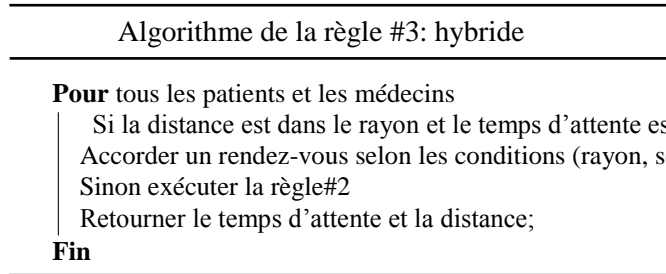 Algorithme de la règle #3: hybride
Pour tous les patients et les médecins
Si la distance est dans le rayon et le temps d'attente es
Accorder un rendez-vous selon les conditions (rayon, s
Sinon exécuter la règle#2
Retourner le temps d'attente et la distance;
Fin